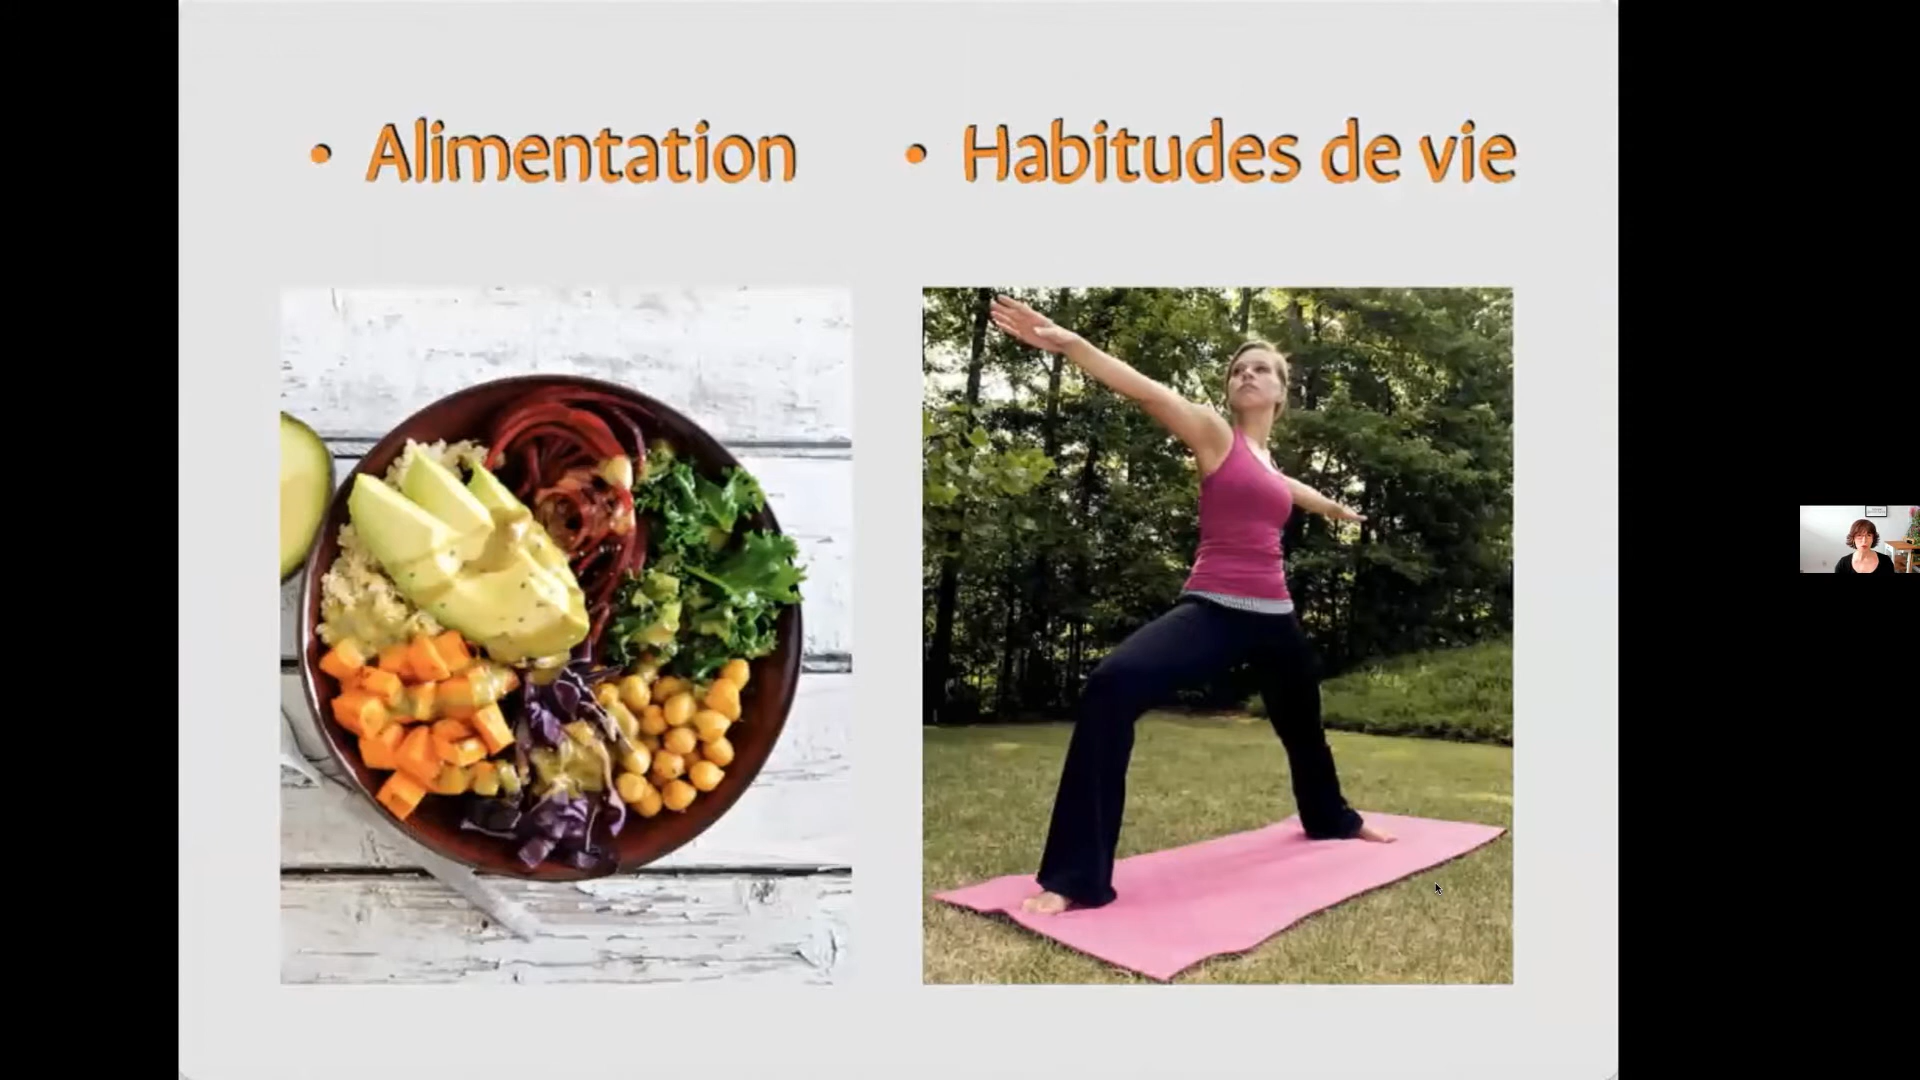 • Alimentation
• Habitudes de vie